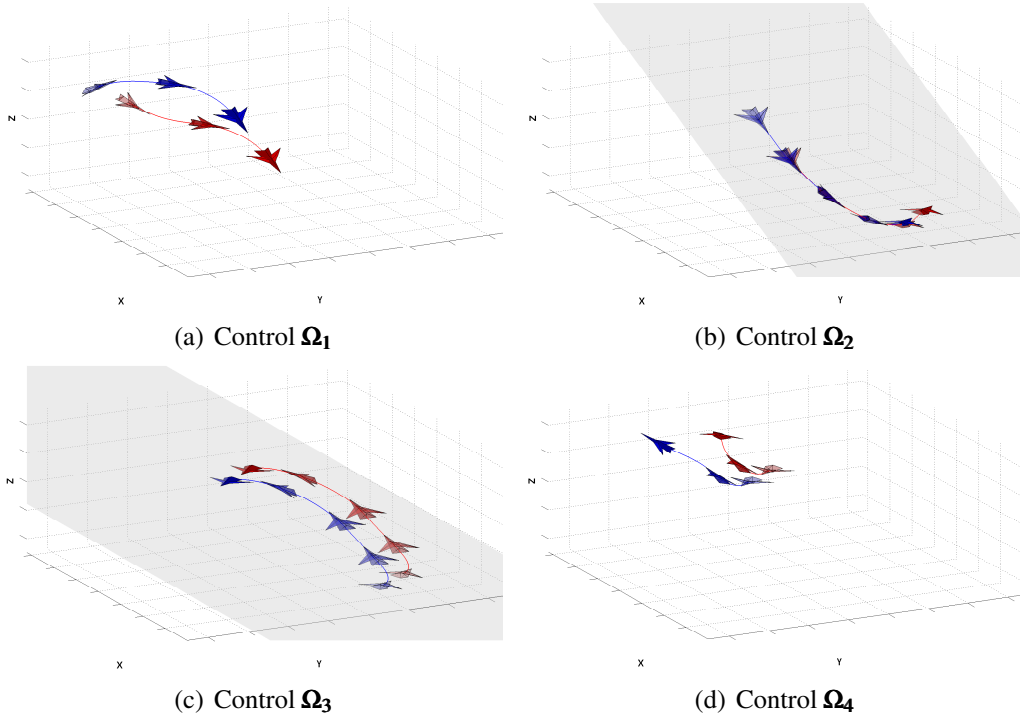 Z
Z
X
Y
X
Y
(a) Control Ω₁
(b) Control Ω₂
Z
Z
X
Y
X
Y
(c) Control Ω₃
(d) Control Ω₄